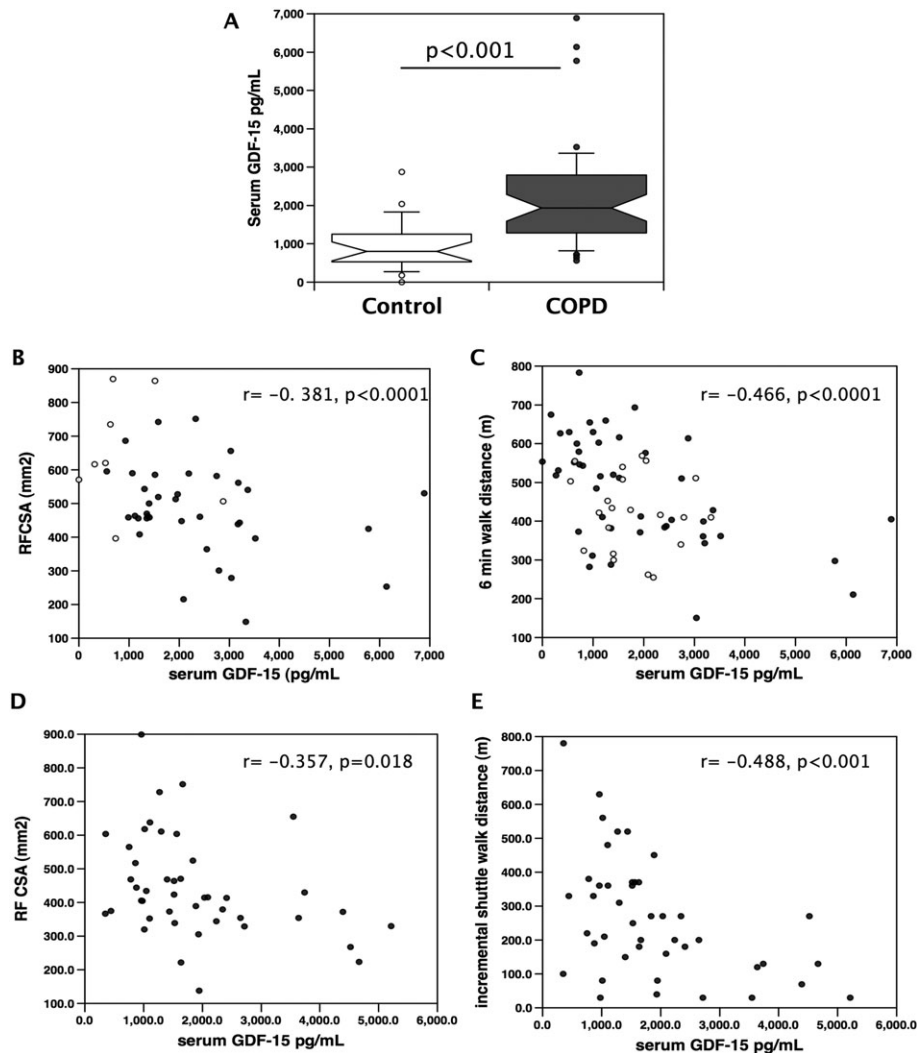 A
Serum GDF-15 pg/mL
7,000
6,000
5,000
4,000
3,000
2,000
1,000
0
p<0.001
Control COPD
B
RFCSA (mm2)
900
800
700
600
500
400
300
200
100
r= -0. 381, p<0.0001
0 1,000 2,000 3,000 4,000 5,000 6,000 7,000
serum GDF-15 (pg/mL
C
6 min walk distance (m)
800
700
600
500
400
300
200
100
r= -0.466, p<0.0001
0 1,000 2,000 3,000 4,000 5,000 6,000 7,000
serum GDF-15 pg/mL
D
RF CSA (mm2)
900.0
800.0
700.0
600.0
500.0
400.0
300.0
200.0
100.0
r= -0.357, p=0.018
0.0 1,000.0 2,000.0 3,000.0 4,000.0 5,000.0 6,000.0
serum GDF-15 pg/mL
E
incremental shuttle walk distance (m)
800.0
700.0
600.0
500.0
400.0
300.0
200.0
100.0
0.0
r= -0.488, p<0.001
0.0 1,000.0 2,000.0 3,000.0 4,000.0 5,000.0 6,000.0
serum GDF-15 pg/mL